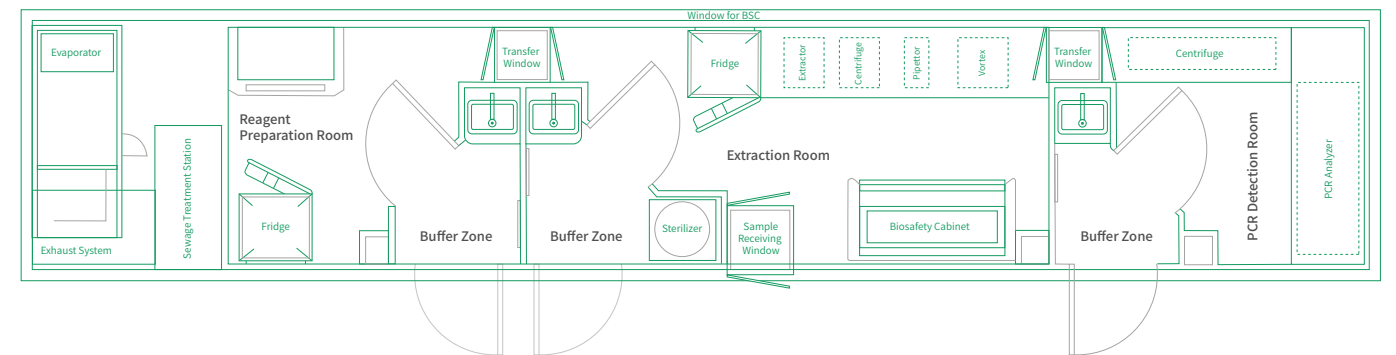 Window for BSC
Evaporator
Exhaust System
Sewage Treatment Station
Reagent
Preparation Room
Fridge
Buffer Zone
Transfer
Window
Buffer Zone
Sterilizer
Fridge
Extractor
Centrifuge
Pipettor
Vortex
Extraction Room
Sample
Receiving
Window
Biosafety Cabinet
Transfer
Window
Buffer Zone
Centrifuge
PCR Detection Room
PCR Analyzer